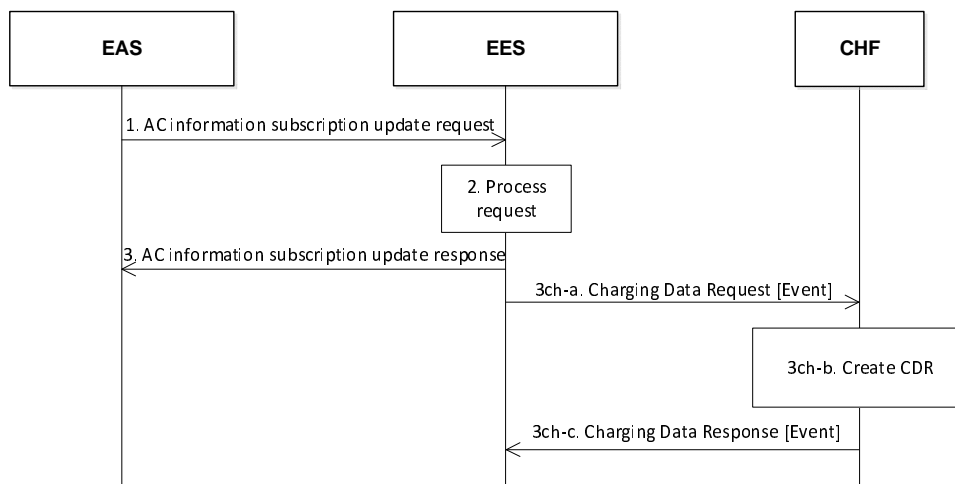 EAS
EES
CHF
1. AC information subscription update request
2. Process
request
3. AC information subscription update response
3ch-a. Charging Data Request [Event]
3ch-b. Create CDR
3ch-c. Charging Data Response [Event]